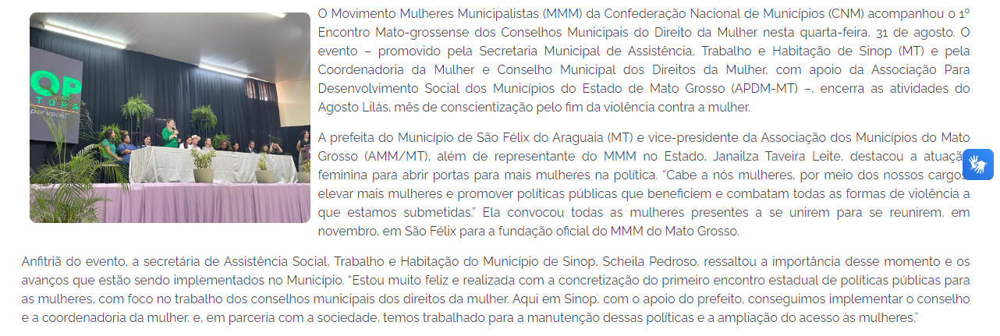 OP
TURA
por você!
O Movimento Mulheres Municipalistas (MMM) da Confederação Nacional de Municípios (CNM) acompanhou o 1º
Encontro Mato-grossense dos Conselhos Municipais do Direito da Mulher nesta quarta-feira, 31 de agosto. O
evento – promovido pela Secretaria Municipal de Assistência, Trabalho e Habitação de Sinop (MT) e pela
Coordenadoria da Mulher e Conselho Municipal dos Direitos da Mulher, com apoio da Associação Para
Desenvolvimento Social dos Municípios do Estado de Mato Grosso (APDM-MT) –, encerra as atividades do
Agosto Lilás, mês de conscientização pelo fim da violência contra a mulher.
A prefeita do Município de São Félix do Araguaia (MT) e vice-presidente da Associação dos Municípios do Mato
Grosso (AMM/MT), além de representante do MMM no Estado, Janailza Taveira Leite, destacou a atuação
feminina para abrir portas para mais mulheres na política. “Cabe a nós mulheres, por meio dos nossos cargos,
elevar mais mulheres e promover políticas públicas que beneficiem e combatam todas as formas de violência a
que estamos submetidas.” Ela convocou todas as mulheres presentes a se unirem para se reunirem, em
novembro, em São Félix para a fundação oficial do MMM do Mato Grosso.
Anfitriã do evento, a secretária de Assistência Social, Trabalho e Habitação do Município de Sinop, Scheila Pedroso, ressaltou a importância desse momento e os
avanços que estão sendo implementados no Município. “Estou muito feliz e realizada com a concretização do primeiro encontro estadual de políticas públicas para
as mulheres, com foco no trabalho dos conselhos municipais dos direitos da mulher. Aqui em Sinop, com o apoio do prefeito, conseguimos implementar o conselho
e a coordenadoria da mulher, e, em parceria com a sociedade, temos trabalhado para a manutenção dessas políticas e a ampliação do acesso às mulheres.”